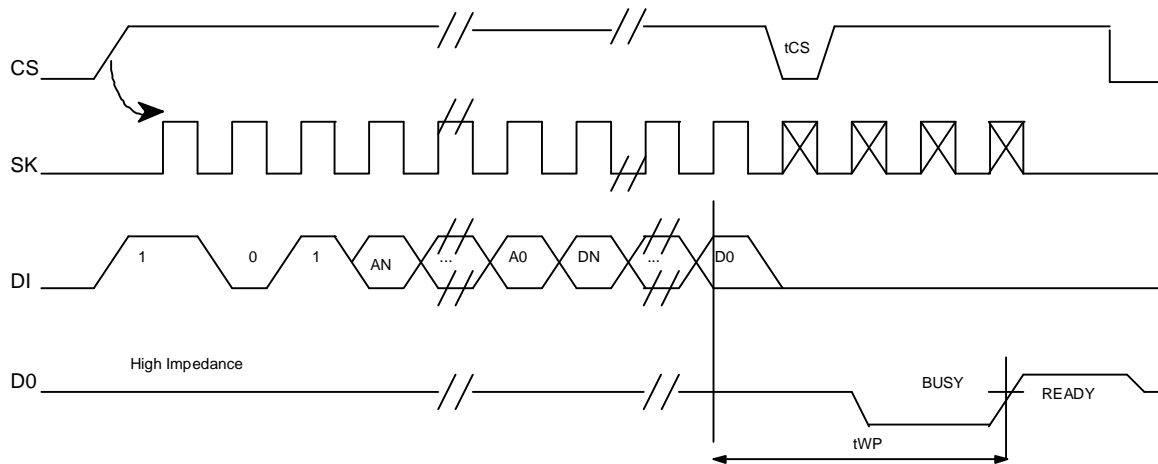 tCS
CS
SK
1 0 1 AN ... A0 DN ... D0
DI
High Impedance
D0
BUSY
READY
tWP